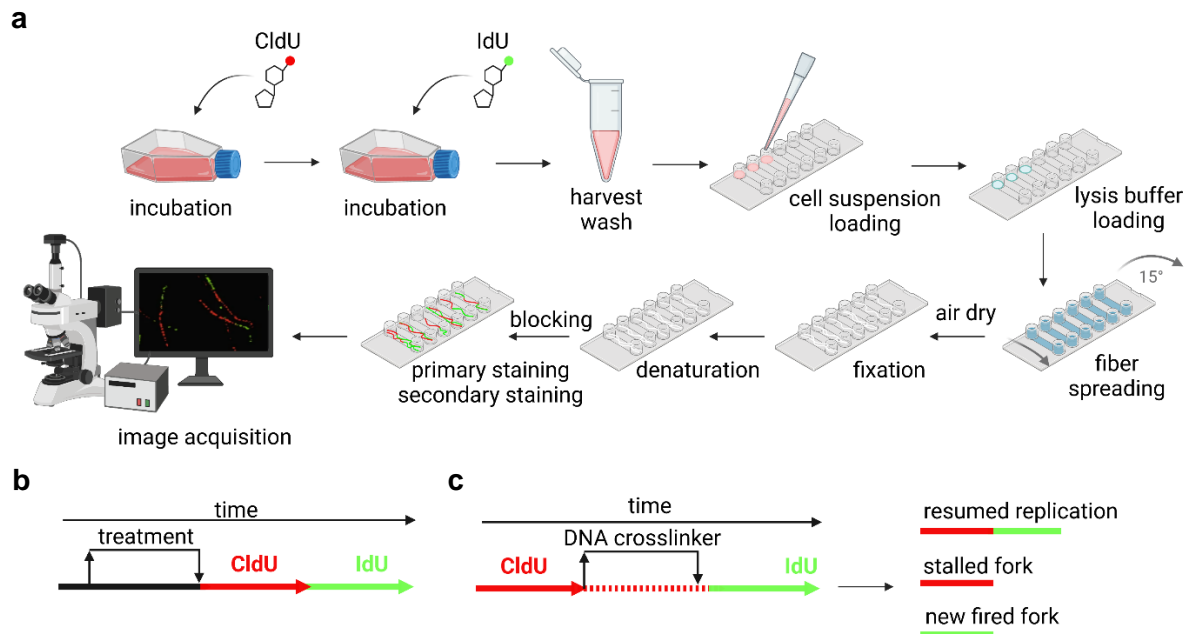 a
CldU
IdU
incubation
incubation
harvest
wash
cell suspension
loading
lysis buffer
loading
15°
fiber
spreading
air dry
fixation
denaturation
blocking
primary staining
secondary staining
image acquisition
b
time
treatment
CldU
IdU
c
time
DNA crosslinker
CldU
IdU
resumed replication
stalled fork
new fired fork